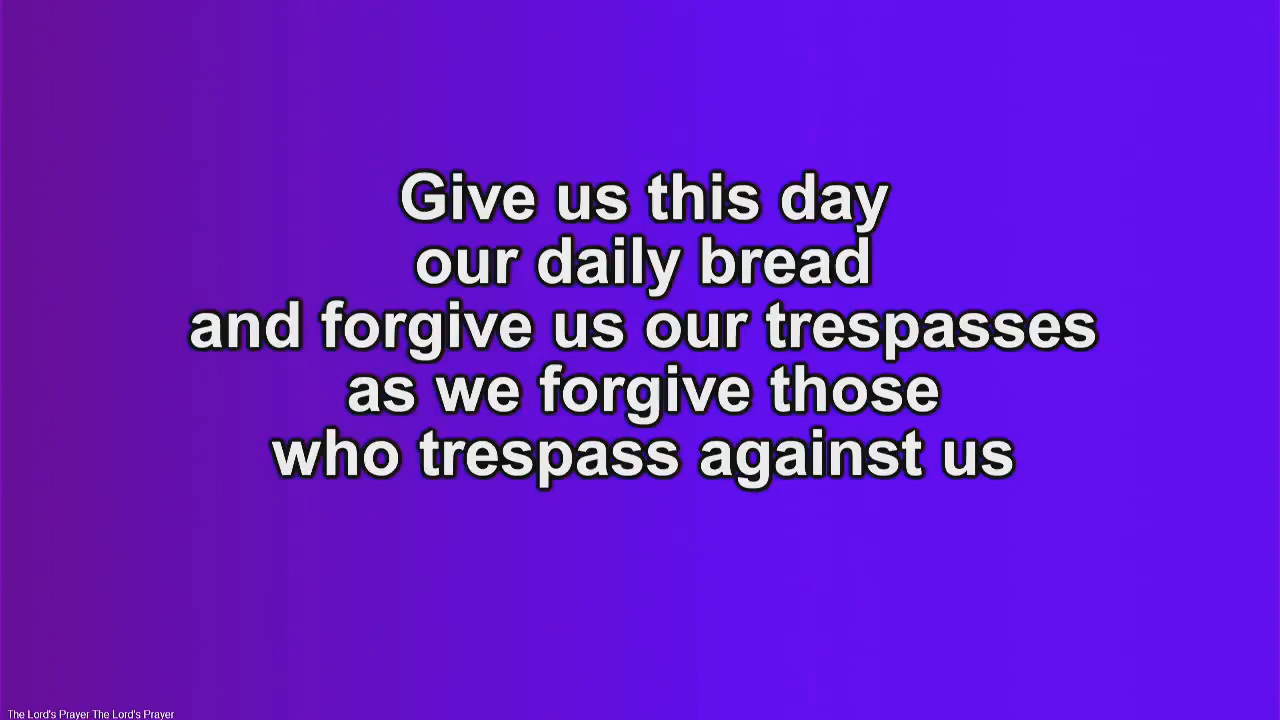 Give us this day
our daily bread
and forgive us our trespasses
as we forgive those
who trespass against us
The Lord's Prayer The Lord's Prayer